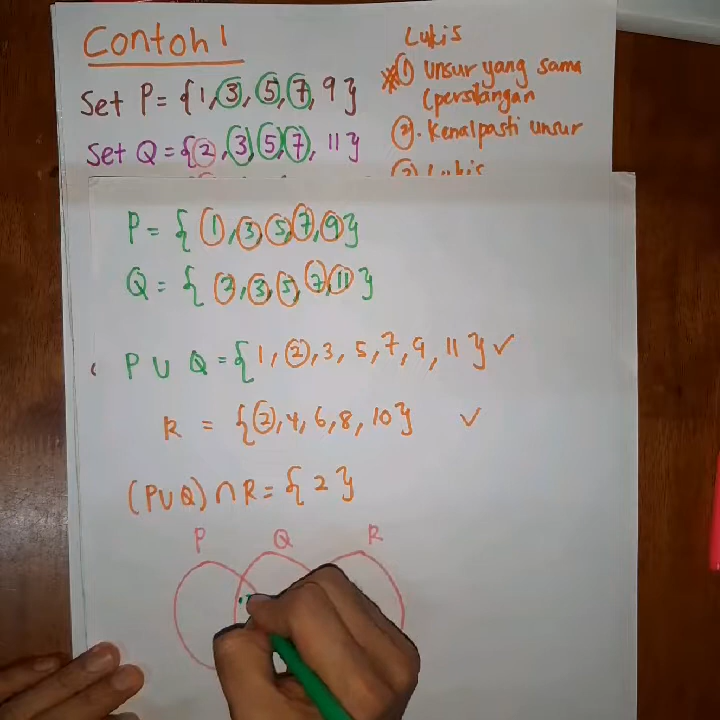 Contoh 1
Set P = {1, 3, 5, 7, 9}
Set Q = {2, 3, 5, 7, 11}
Lukis
① unsur yang sama
(persilangan
②. Kenalpasti unsur
P = { 1, 3, 5, 7, 9}
Q = { 2, 3, 5, 7, 11}
P ∪ Q = {1, 2, 3, 5, 7, 9, 11} ✓
R = {2, 4, 6, 8, 10} ✓
(P∪Q) ∩ R = { 2 }
P Q R